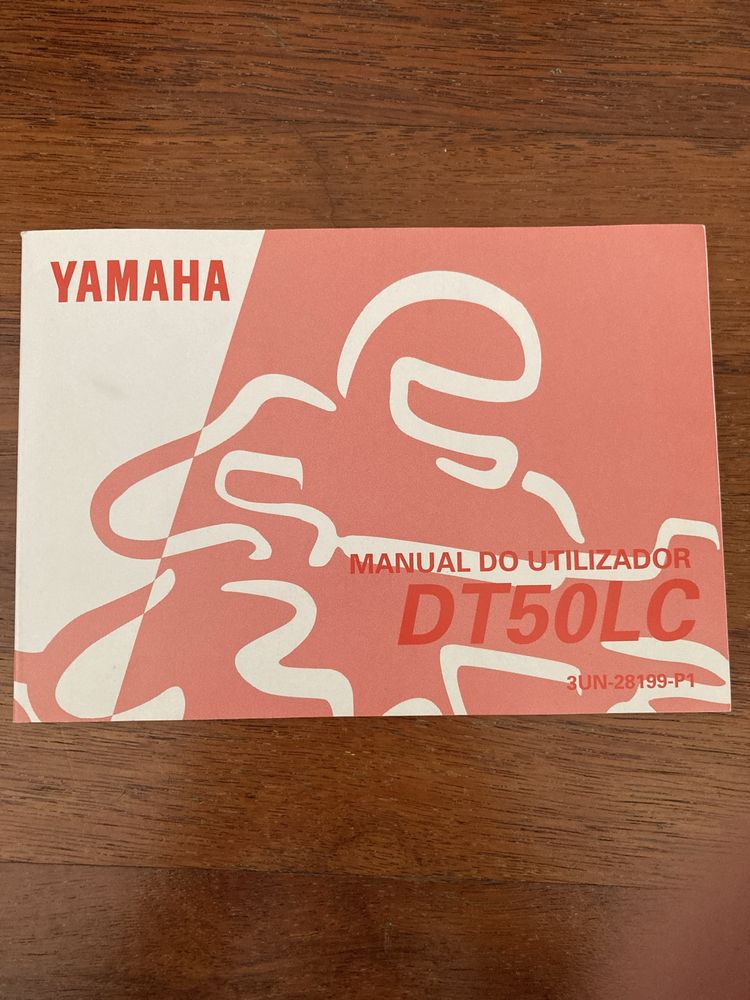 YAMAHA
MANUAL DO UTILIZADOR
DT50LC
3UN-28199-P1